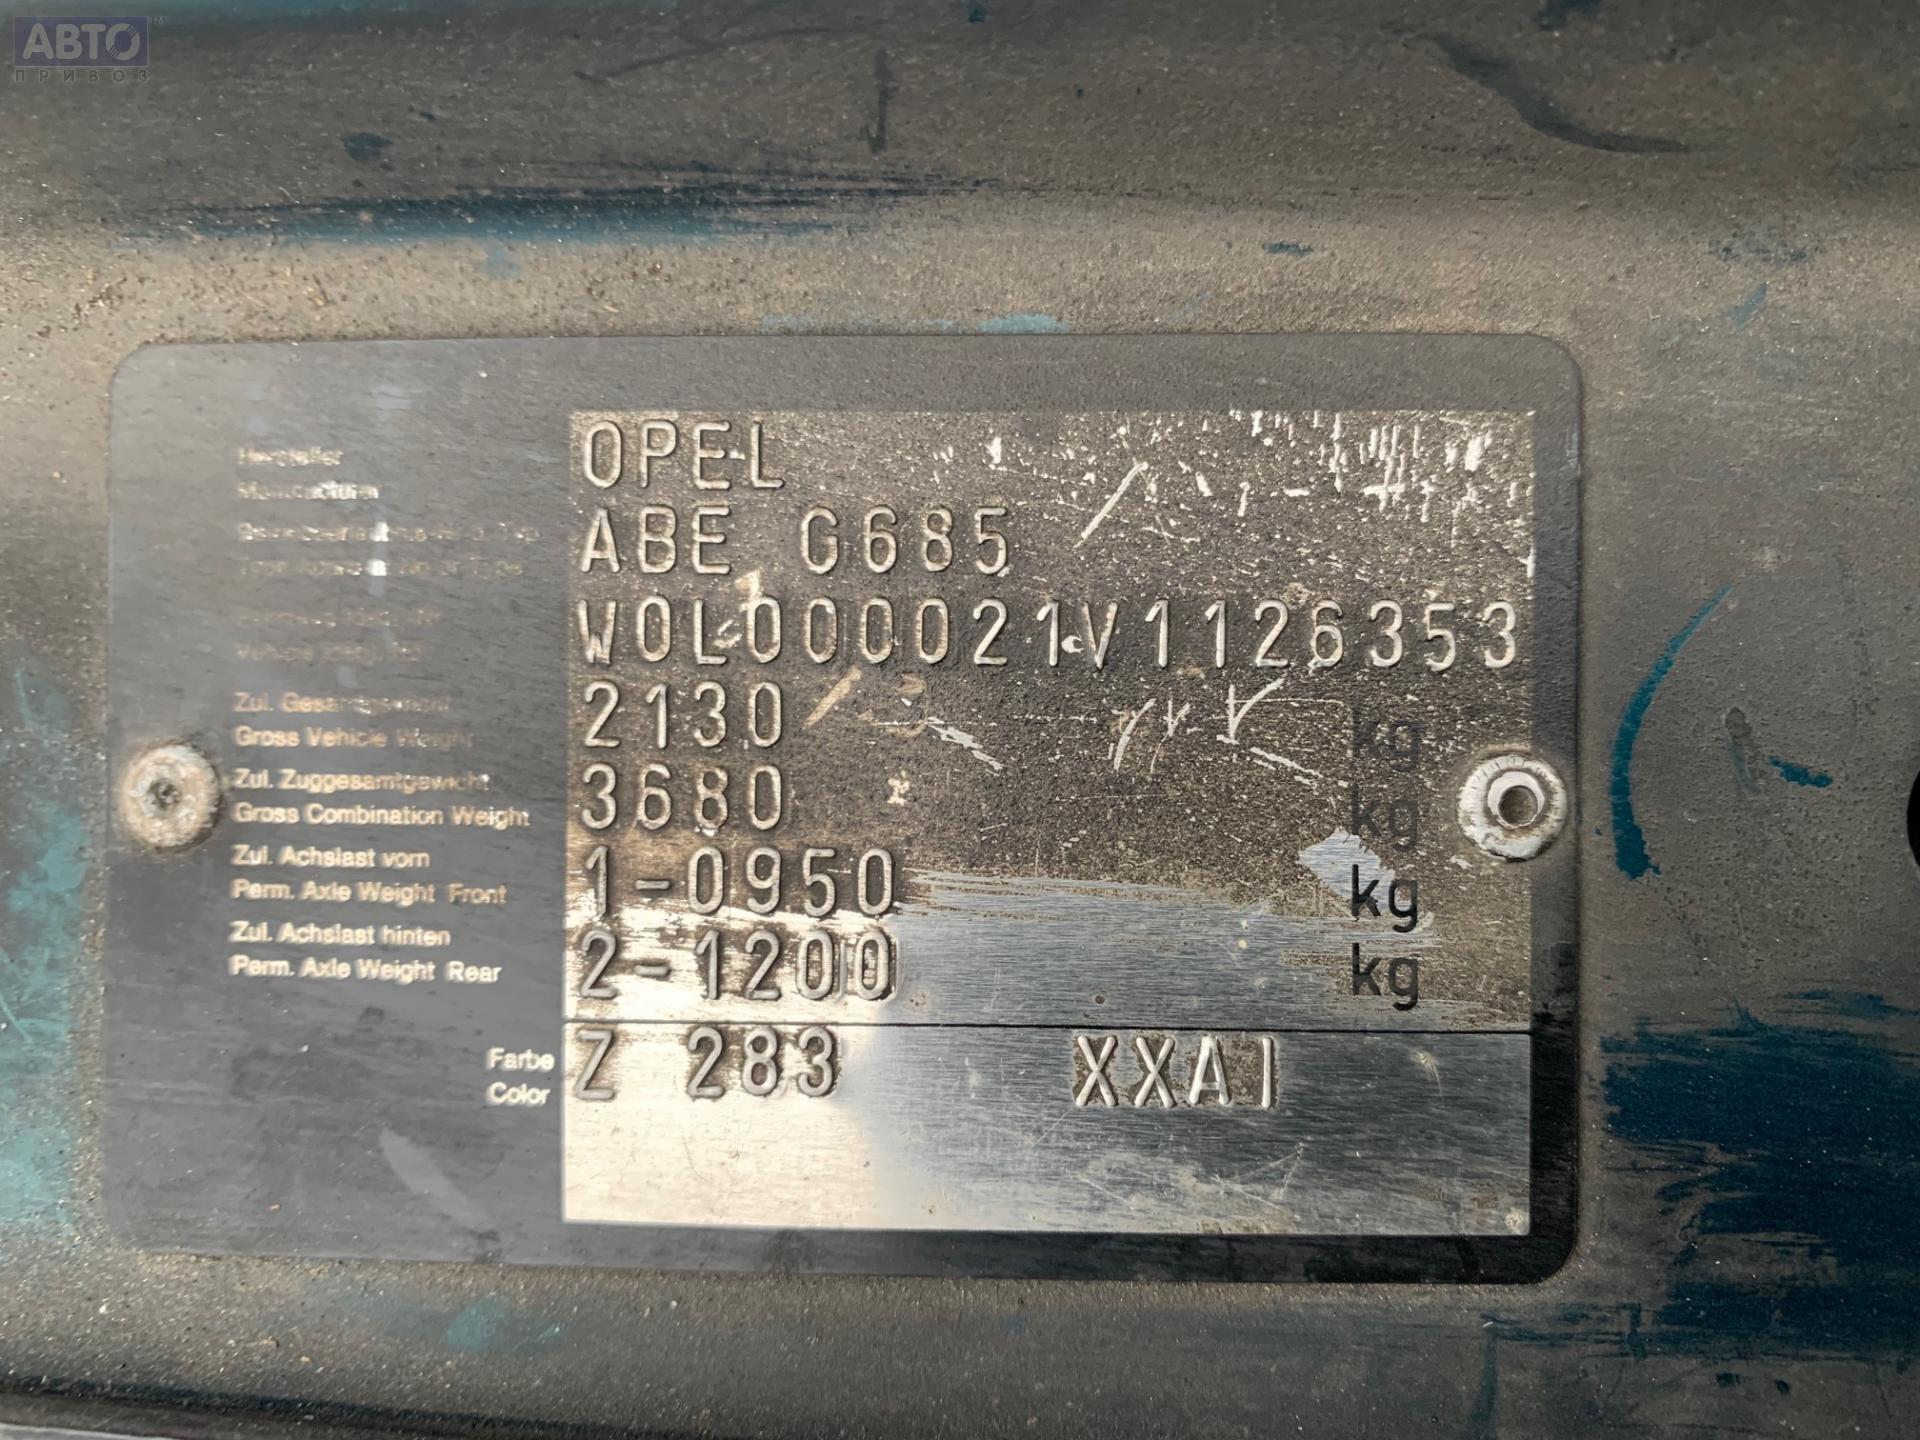 АВТО
ПРИВОЗ
Hersteller OPEL
ABE G685
W0L000021V1126353
Zul. Gesamtgewicht 2130 kg
Gross Vehicle Weight
Zul. Zuggesamtgewicht 3680 kg
Gross Combination Weight
Zul. Achslast vorn 1-0950 kg
Perm. Axle Weight Front
Zul. Achslast hinten 2-1200 kg
Perm. Axle Weight Rear
Farbe Z 283 XXAI
Color